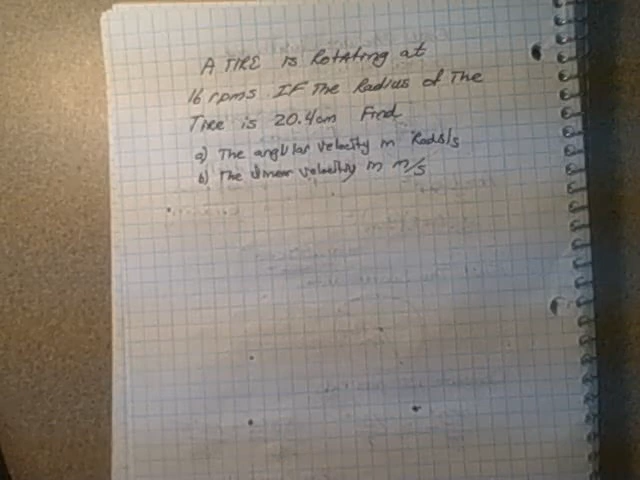 A TIRE is Rotating at
16 rpms IF The Radius of The
Tire is 20.4cm Find
a) The angular velocity in Rads/s
b) The linear velocity in m/s